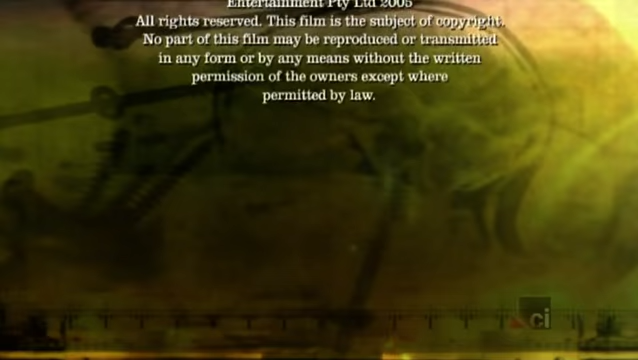 Entertainment Pty Ltd 2005
All rights reserved. This film is the subject of copyright.
No part of this film may be reproduced or transmitted
in any form or by any means without the written
permission of the owners except where
permitted by law.
ci